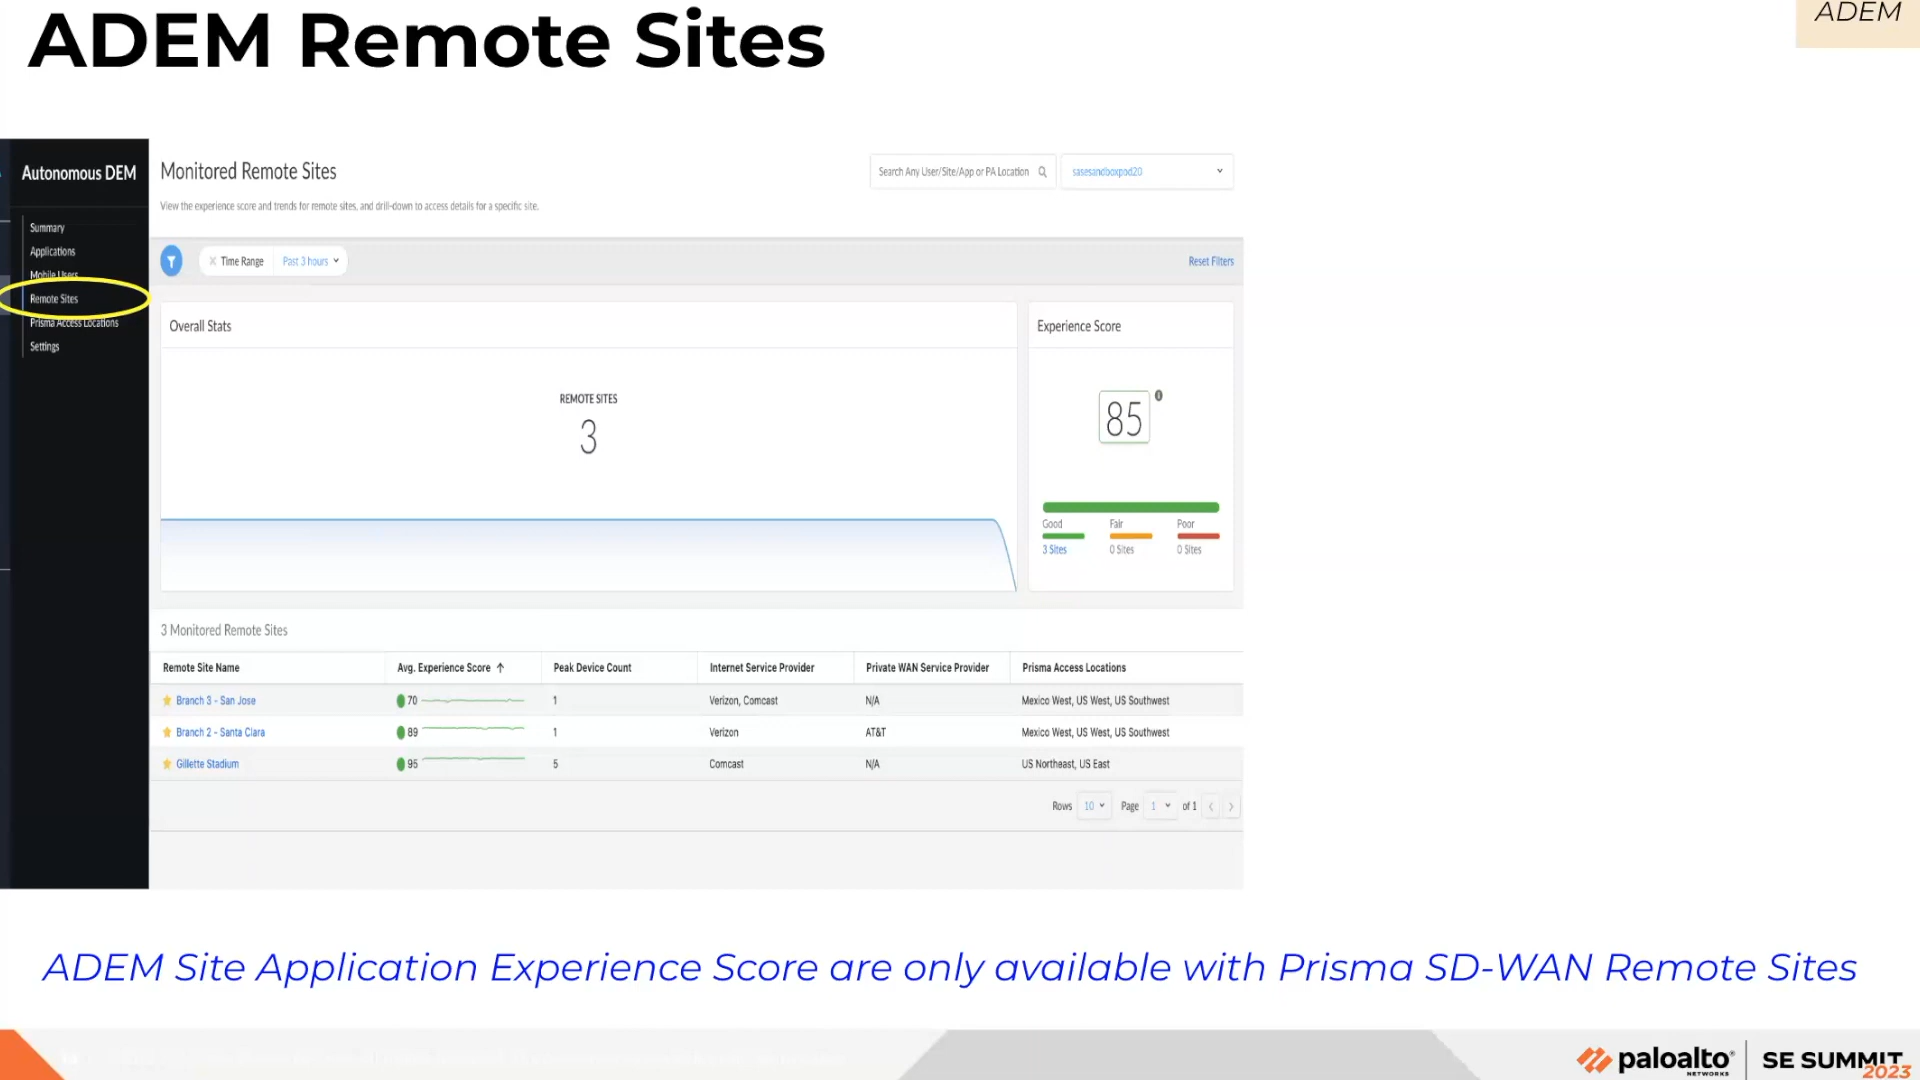 ADEM Remote Sites
ADEM
Autonomous DEM
Summary
Applications
Mobile Users
Remote Sites
Prisma Access Locations
Settings
Monitored Remote Sites
Search Any User/Site/App or PA Location
sasesandboxpod20
View the experience score and trends for remote sites, and drill-down to access details for a specific site.
Time Range Past 3 hours
Reset Filters
Overall Stats
REMOTE SITES
3
Experience Score
85
Good Fair Poor
3 Sites 0 Sites 0 Sites
3 Monitored Remote Sites
Remote Site Name Avg. Experience Score Peak Device Count Internet Service Provider Private WAN Service Provider Prisma Access Locations
Branch 3 - San Jose 70 1 Verizon, Comcast N/A Mexico West, US West, US Southwest
Branch 2 - Santa Clara 89 1 Verizon AT&T Mexico West, US West, US Southwest
Gillette Stadium 95 5 Comcast N/A US Northeast, US East
Rows 10 Page 1 of 1
ADEM Site Application Experience Score are only available with Prisma SD-WAN Remote Sites
paloalto
NETWORKS
SE SUMMIT
2023